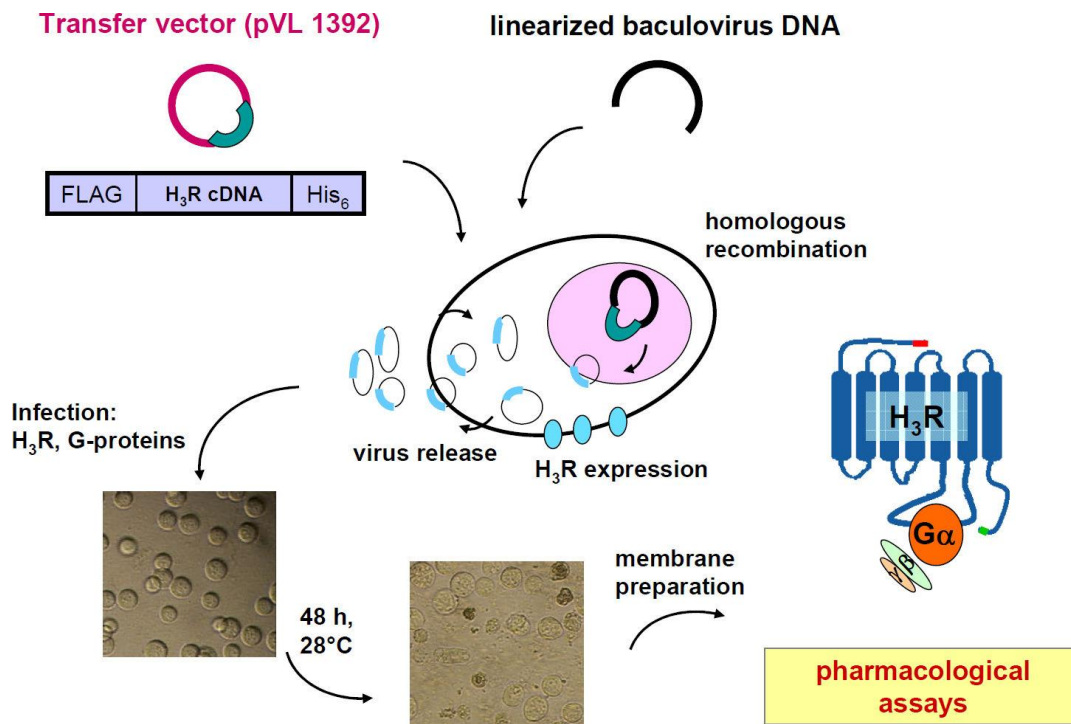 Transfer vector (pVL 1392)
linearized baculovirus DNA
FLAG
H₃R cDNA
His₆
homologous
recombination
Infection:
H₃R, G-proteins
virus release
H₃R expression
H₃R
Gα
β
γ
48 h,
28°C
membrane
preparation
pharmacological
assays